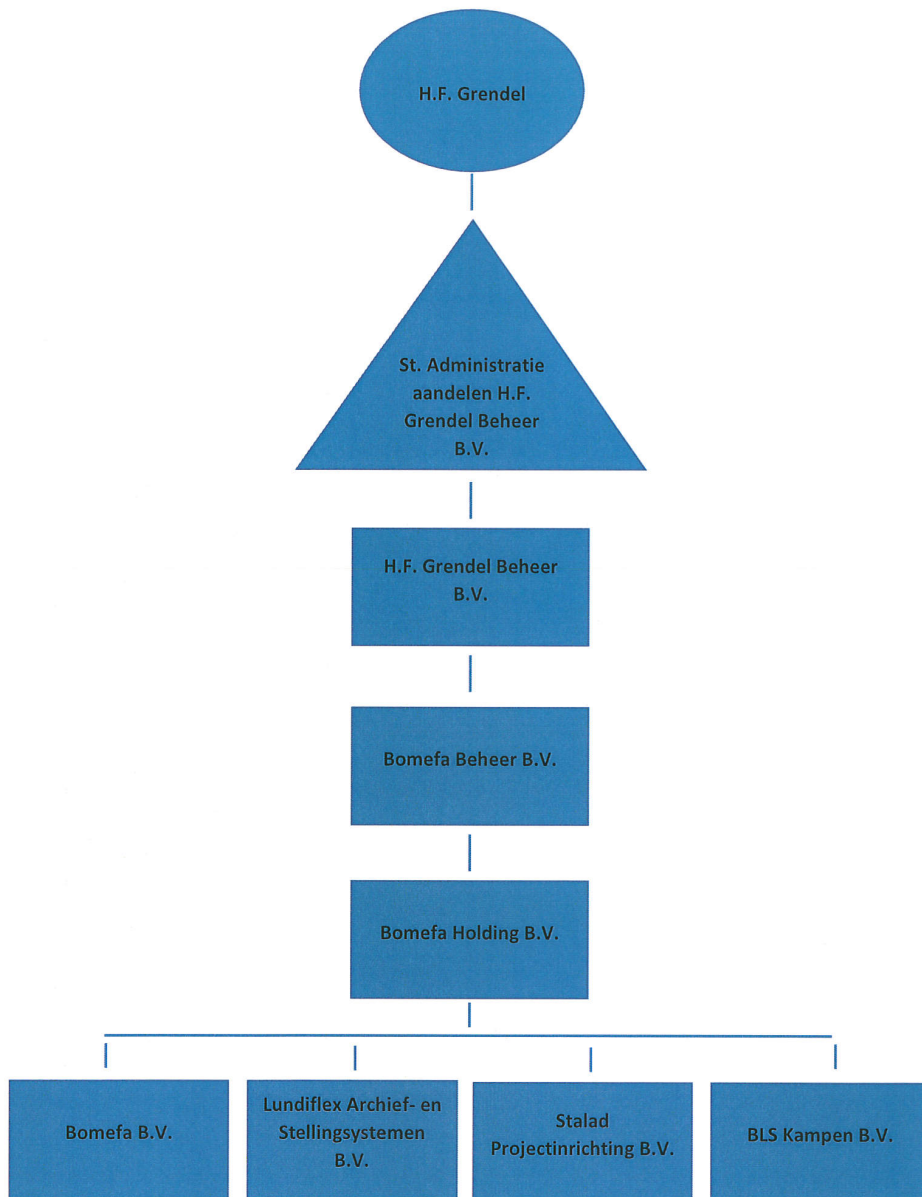 H.F. Grendel
St. Administratie
aandelen H.F.
Grendel Beheer
B.V.
H.F. Grendel Beheer
B.V.
Bomefa Beheer B.V.
Bomefa Holding B.V.
Bomefa B.V.
Lundiflex Archief- en
Stellingsystemen
B.V.
Stalad
Projectinrichting B.V.
BLS Kampen B.V.